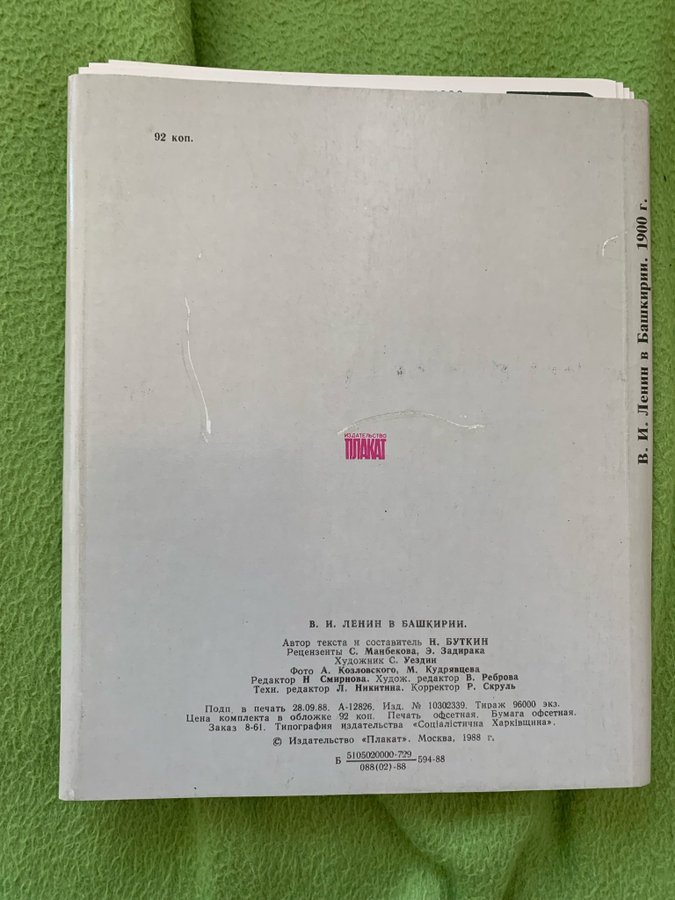 92 коп.
В. И. Ленин в Башкирии. 1900 г.
ИЗДАТЕЛЬСТВО
ПЛАКАТ
В. И. ЛЕНИН В БАШКИРИИ.
Автор текста и составитель Н. БУТКИН
Рецензенты С. Манбекова, Э. Задирака
Художник С. Уездин
Фото А. Козловского, М. Кудрявцева
Редактор Н Смирнова. Худож. редактор В. Реброва
Техн. редактор Л. Никитина. Корректор Р. Скруль
Подп. в печать 28.09.88. А-12826. Изд. № 10302339. Тираж 96000 экз.
Цена комплекта в обложке 92 коп. Печать офсетная. Бумага офсетная.
Заказ 8-61. Типография издательства «Соціалістична Харківщина».
© Издательство «Плакат». Москва, 1988 г.
Б 5105020000-729 594-88
088(02)-88